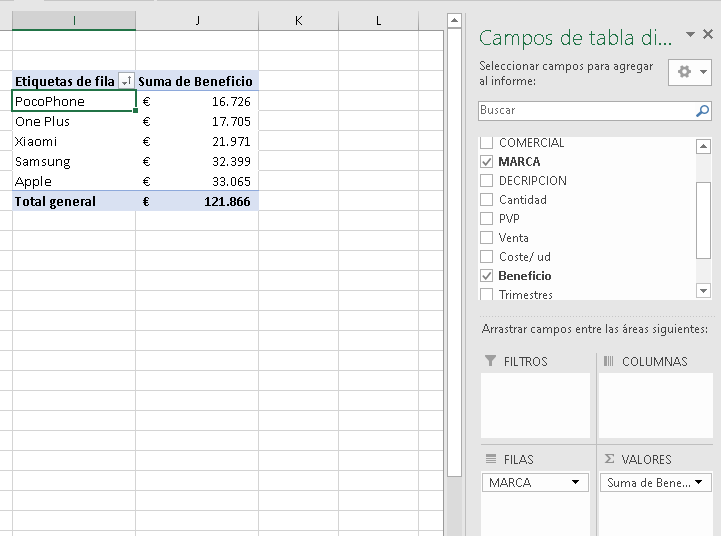 I J K L
Etiquetas de fila Suma de Beneficio
PocoPhone € 16.726
One Plus € 17.705
Xiaomi € 21.971
Samsung € 32.399
Apple € 33.065
Total general € 121.866
Campos de tabla di...
Seleccionar campos para agregar
al informe:
Buscar
COMERCIAL
MARCA
DECRIPCION
Cantidad
PVP
Venta
Coste/ ud
Beneficio
Trimestres
Arrastrar campos entre las áreas siguientes:
FILTROS COLUMNAS
FILAS Σ VALORES
MARCA Suma de Bene...